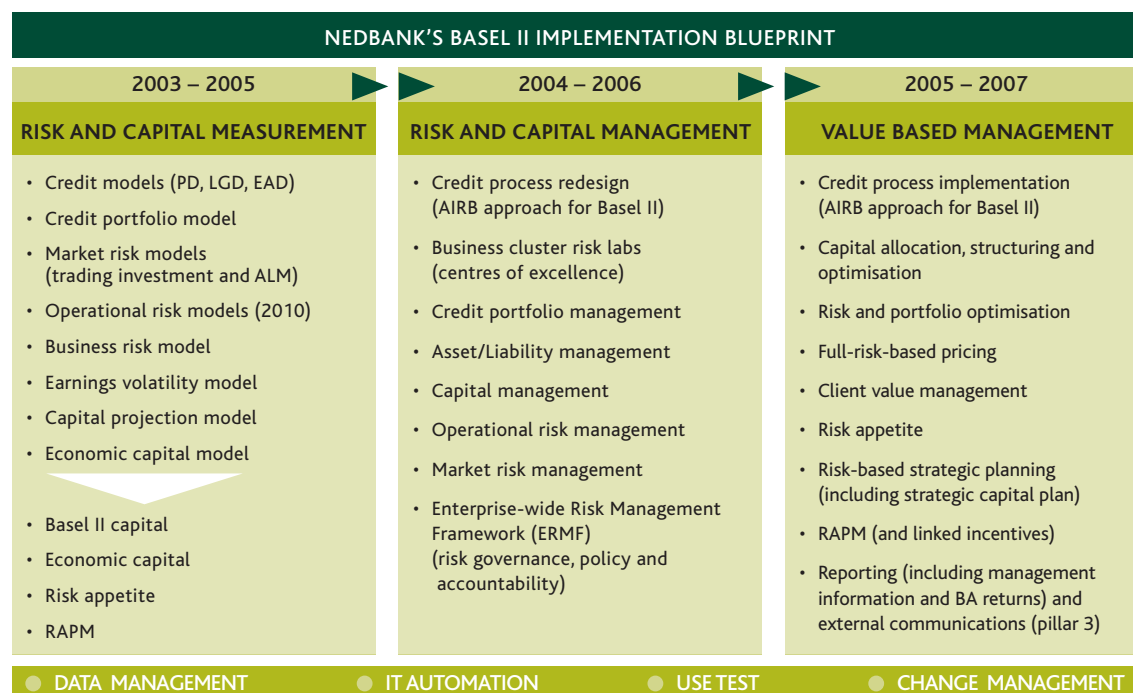 NEDBANK'S BASEL II IMPLEMENTATION BLUEPRINT
2003 – 2005
RISK AND CAPITAL MEASUREMENT
• Credit models (PD, LGD, EAD)
• Credit portfolio model
• Market risk models
(trading investment and ALM)
• Operational risk models (2010)
• Business risk model
• Earnings volatility model
• Capital projection model
• Economic capital model
• Basel II capital
• Economic capital
• Risk appetite
• RAPM
2004 – 2006
RISK AND CAPITAL MANAGEMENT
• Credit process redesign
(AIRB approach for Basel II)
• Business cluster risk labs
(centres of excellence)
• Credit portfolio management
• Asset/Liability management
• Capital management
• Operational risk management
• Market risk management
• Enterprise-wide Risk Management
Framework (ERMF)
(risk governance, policy and
accountability)
2005 – 2007
VALUE BASED MANAGEMENT
• Credit process implementation
(AIRB approach for Basel II)
• Capital allocation, structuring and
optimisation
• Risk and portfolio optimisation
• Full-risk-based pricing
• Client value management
• Risk appetite
• Risk-based strategic planning
(including strategic capital plan)
• RAPM (and linked incentives)
• Reporting (including management
information and BA returns) and
external communications (pillar 3)
DATA MANAGEMENT
IT AUTOMATION
USE TEST
CHANGE MANAGEMENT